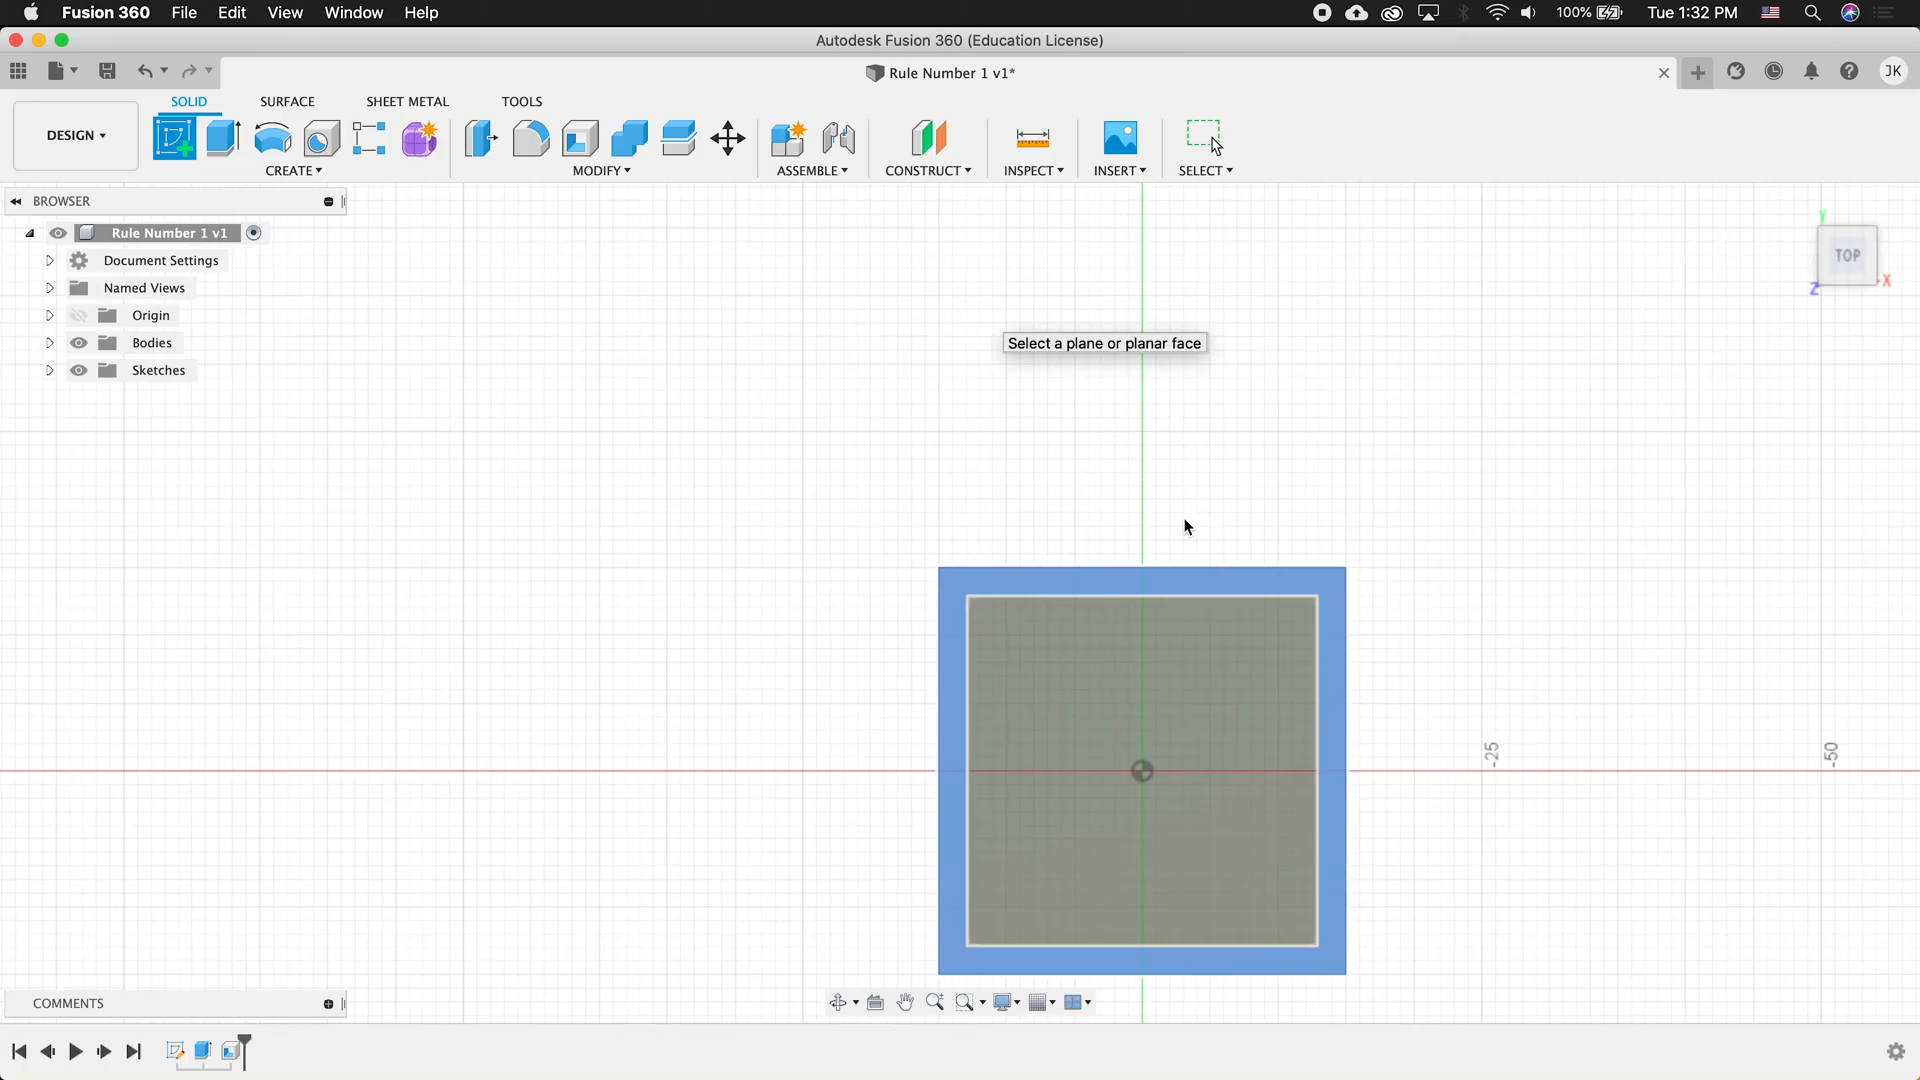 Fusion 360 File Edit View Window Help 100% Tue 1:32 PM
Autodesk Fusion 360 (Education License)
Rule Number 1 v1* JK
SOLID SURFACE SHEET METAL TOOLS
DESIGN
CREATE MODIFY ASSEMBLE CONSTRUCT INSPECT INSERT SELECT
BROWSER
Rule Number 1 v1
Document Settings
Named Views
Origin
Bodies
Sketches
Y
TOP
X
Z
Select a plane or planar face
-25
-50
COMMENTS